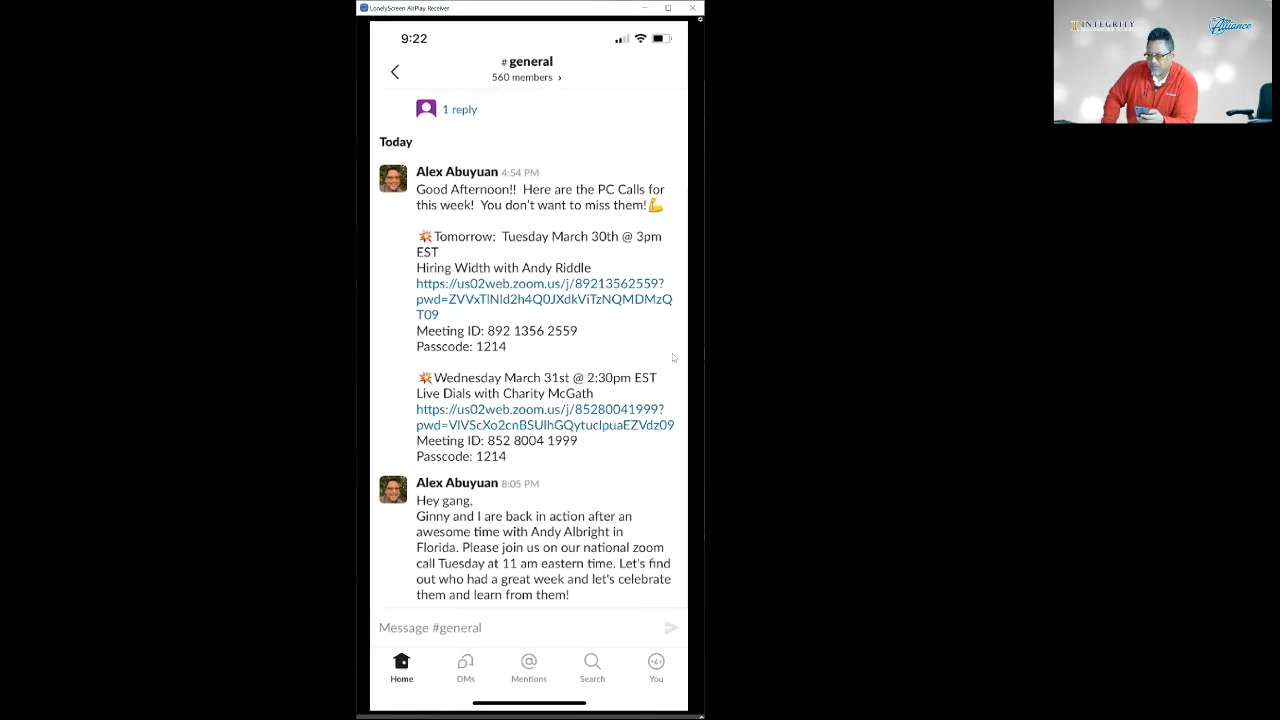 LonelyScreen AirPlay Receiver
9:22
# general
560 members >
1 reply
Today
Alex Abuyuan 4:54 PM
Good Afternoon!! Here are the PC Calls for
this week! You don't want to miss them!💪
💥Tomorrow: Tuesday March 30th @ 3pm
EST
Hiring Width with Andy Riddle
https://us02web.zoom.us/j/89213562559?
pwd=ZVVxTlNld2h4Q0JXdkViTzNQMDMzQ
T09
Meeting ID: 892 1356 2559
Passcode: 1214
💥Wednesday March 31st @ 2:30pm EST
Live Dials with Charity McGath
https://us02web.zoom.us/j/85280041999?
pwd=VlVScXo2cnBSUlhGQytuclpuaEZVdz09
Meeting ID: 852 8004 1999
Passcode: 1214
Alex Abuyuan 8:05 PM
Hey gang,
Ginny and I are back in action after an
awesome time with Andy Albright in
Florida. Please join us on our national zoom
call Tuesday at 11 am eastern time. Let's find
out who had a great week and let's celebrate
them and learn from them!
Message #general
Home DMs Mentions Search You
INTEGRITY
Alliance